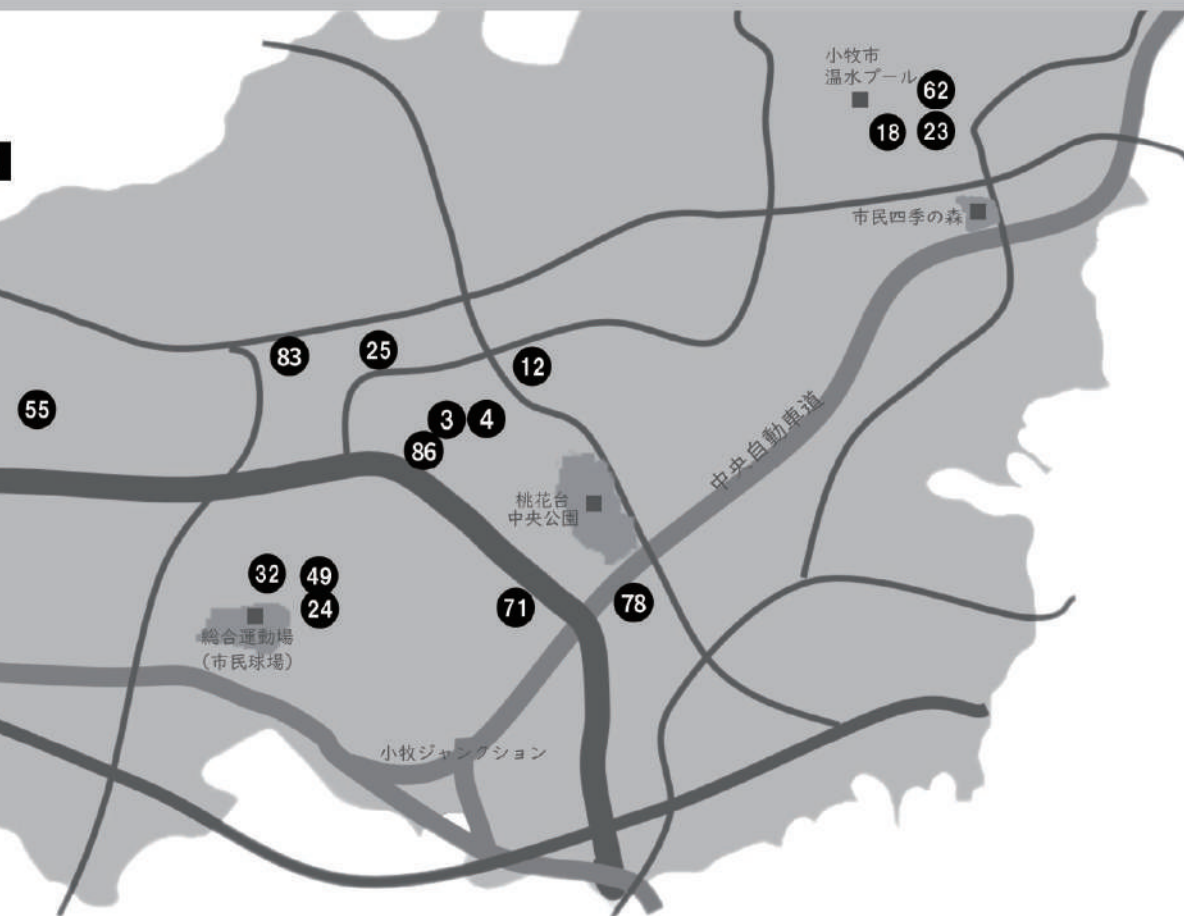 小牧市
温水プール
62
18
23
市民四季の森
83
25
12
55
3
4
86
中央自動車道
桃花台
中央公園
32
49
24
71
78
総合運動場
(市民球場)
小牧ジャンクション